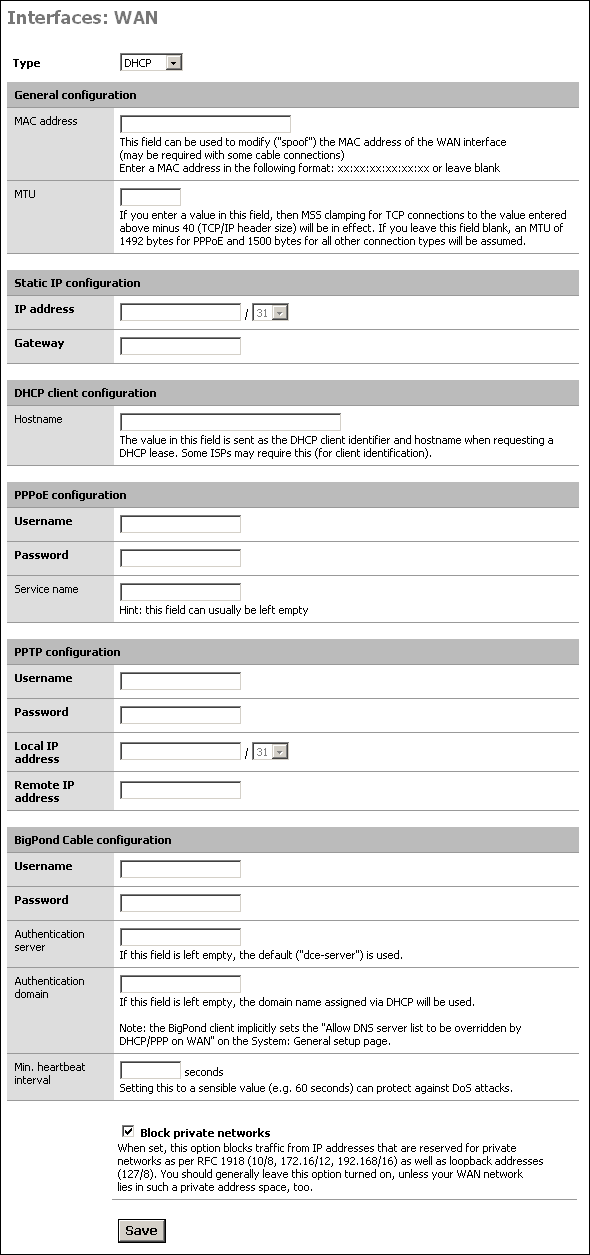 Interfaces: WAN
Type DHCP
General configuration
MAC address
This field can be used to modify ("spoof") the MAC address of the WAN interface
(may be required with some cable connections)
Enter a MAC address in the following format: xx:xx:xx:xx:xx:xx or leave blank
MTU
If you enter a value in this field, then MSS clamping for TCP connections to the value entered
above minus 40 (TCP/IP header size) will be in effect. If you leave this field blank, an MTU of
1492 bytes for PPPoE and 1500 bytes for all other connection types will be assumed.
Static IP configuration
IP address / 31
Gateway
DHCP client configuration
Hostname
The value in this field is sent as the DHCP client identifier and hostname when requesting a
DHCP lease. Some ISPs may require this (for client identification).
PPPoE configuration
Username
Password
Service name
Hint: this field can usually be left empty
PPTP configuration
Username
Password
Local IP
address / 31
Remote IP
address
BigPond Cable configuration
Username
Password
Authentication
server
If this field is left empty, the default ("dce-server") is used.
Authentication
domain
If this field is left empty, the domain name assigned via DHCP will be used.
Note: the BigPond client implicitly sets the "Allow DNS server list to be overridden by
DHCP/PPP on WAN" on the System: General setup page.
Min. heartbeat
interval
seconds
Setting this to a sensible value (e.g. 60 seconds) can protect against DoS attacks.
Block private networks
When set, this option blocks traffic from IP addresses that are reserved for private
networks as per RFC 1918 (10/8, 172.16/12, 192.168/16) as well as loopback addresses
(127/8). You should generally leave this option turned on, unless your WAN network
lies in such a private address space, too.
Save